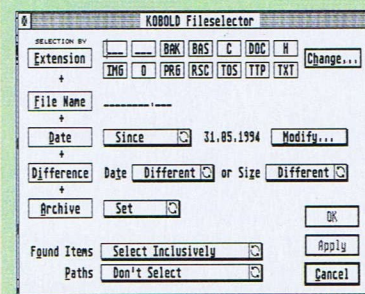 KOBOLD Fileselector
SELECTION BY
Extension
___ ___ BAK BAS C DOC H
IMG O PRG RSC TOS TTP TXT
Change...
+
File Name
________.___
+
Date
Since
31.05.1994
Modify...
+
Difference
Date Different or Size Different
+
Archive
Set
Found Items Select Inclusively
Paths Don't Select
OK
Apply
Cancel